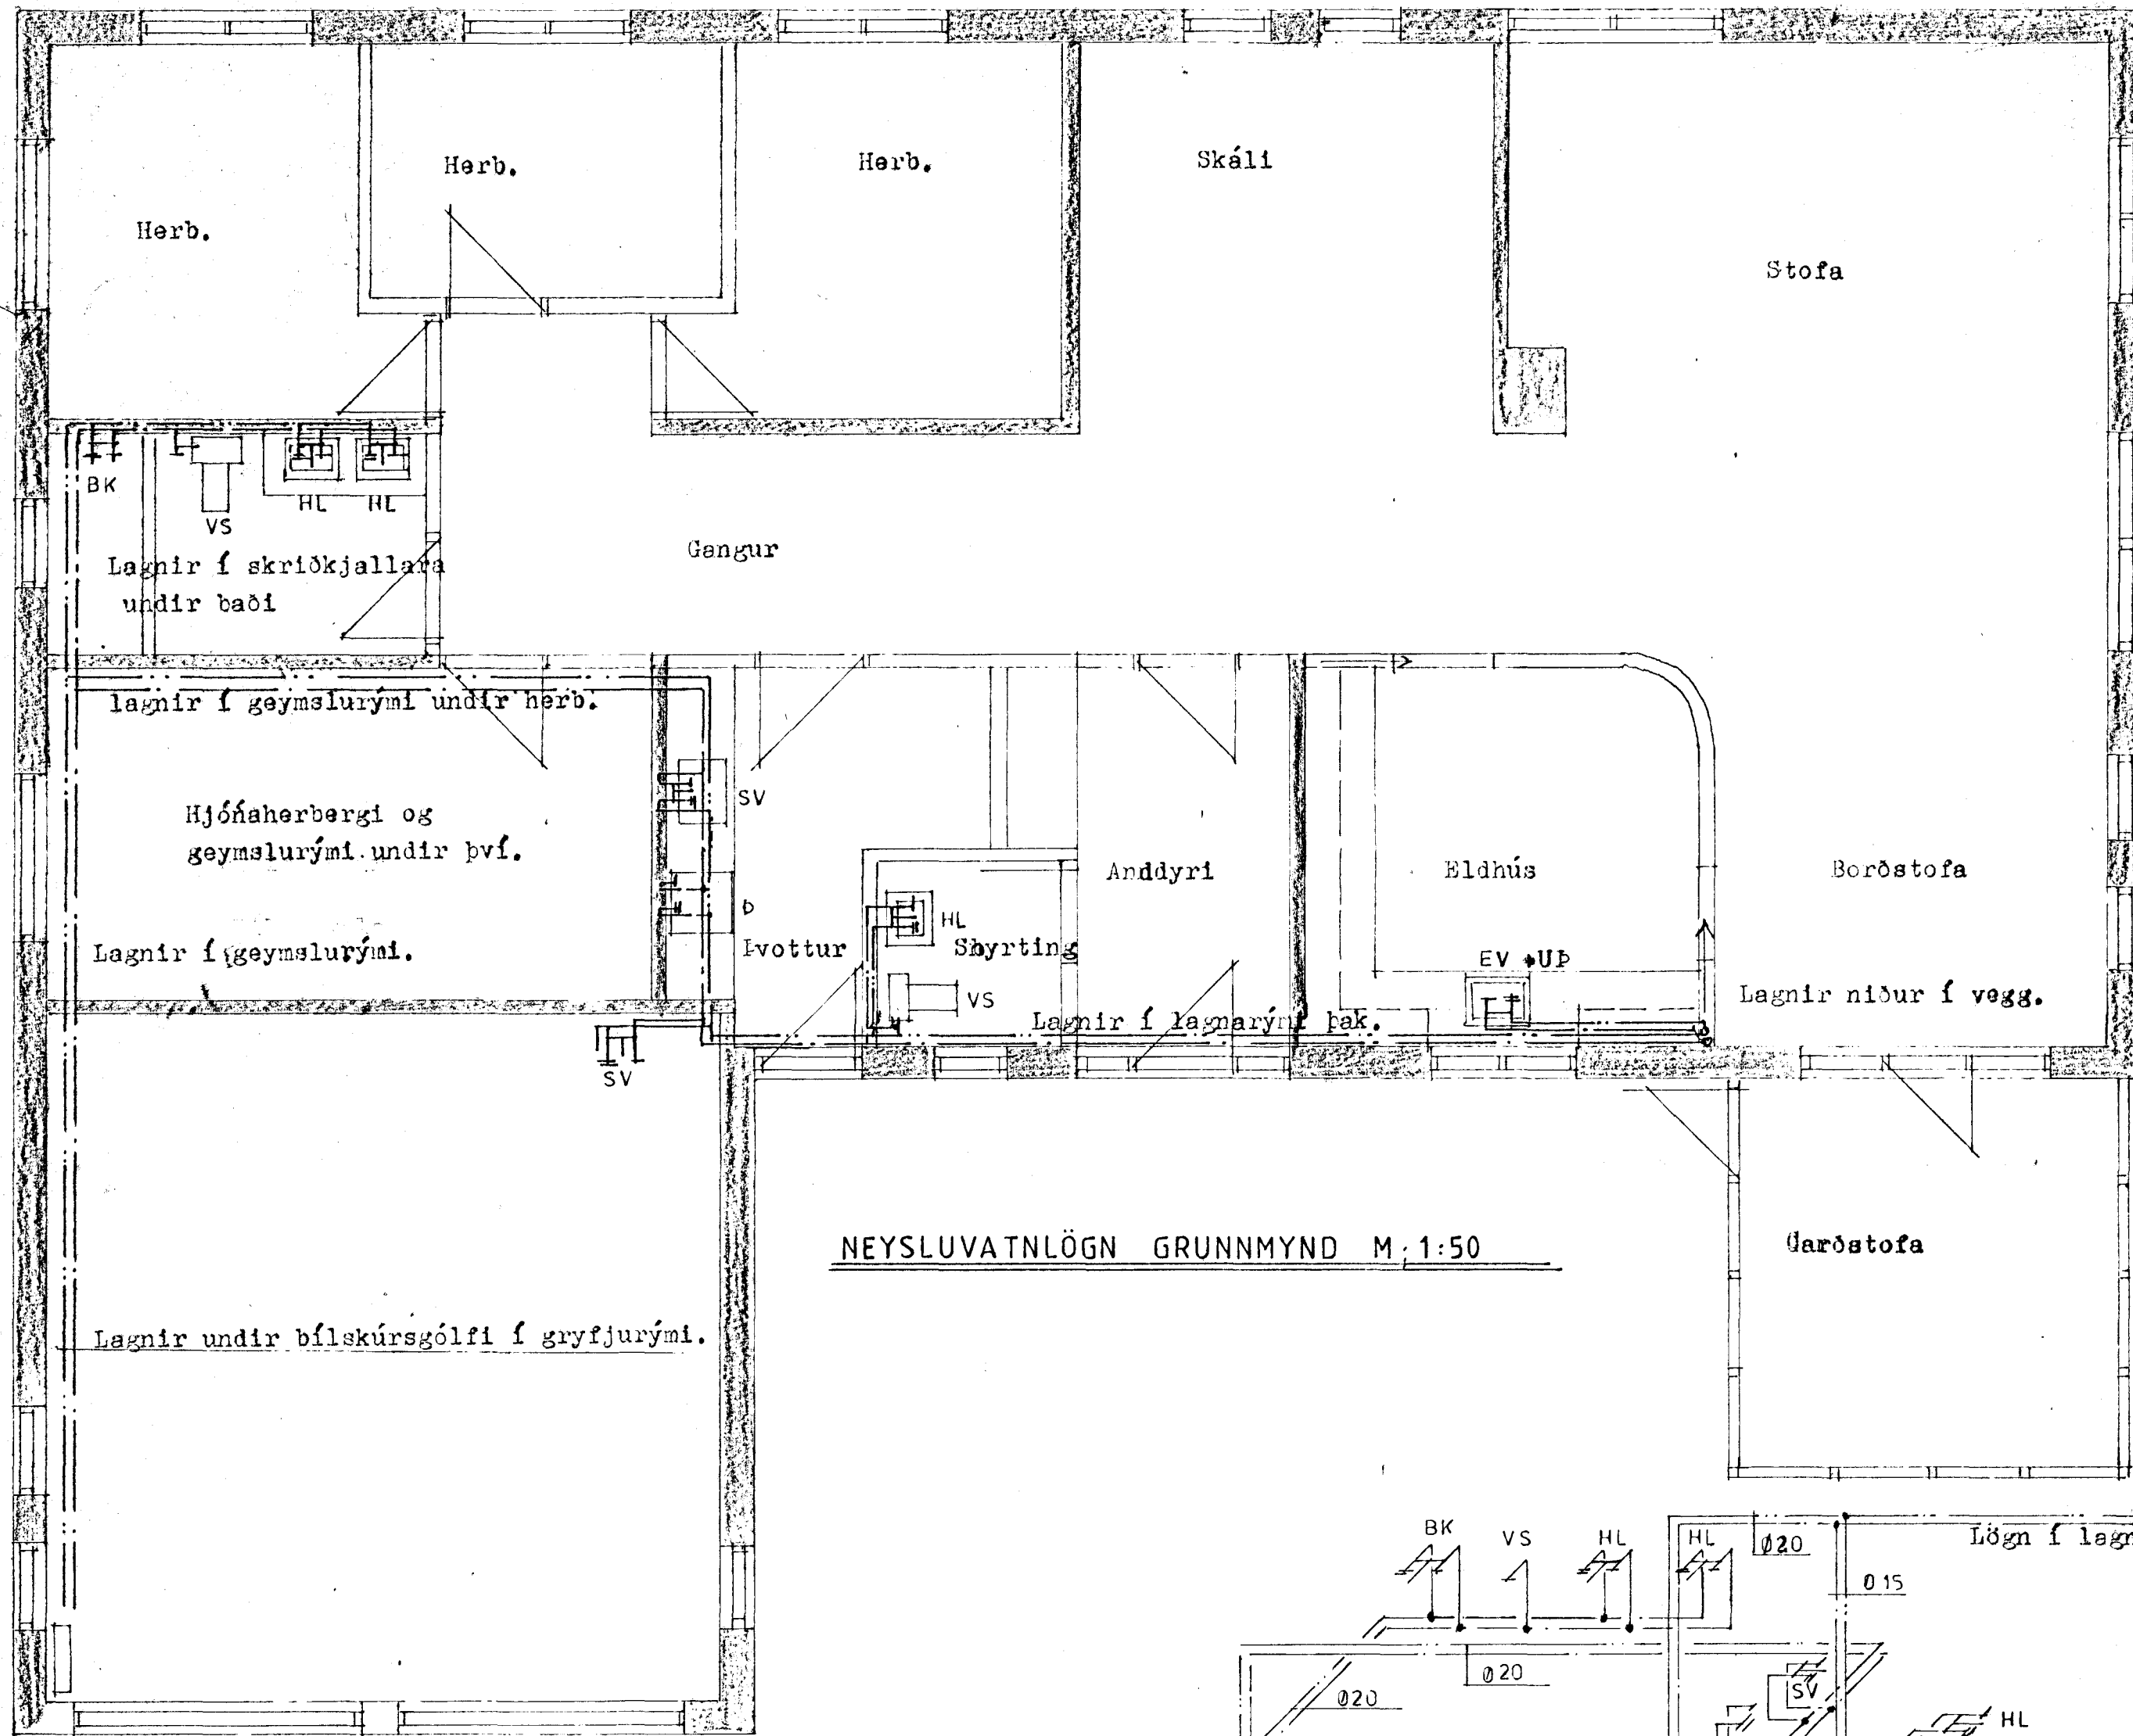 Herb.
Herb.
Herb.
Skáli
Stofa
BK
VS
HL
HL
Lagnir í skriðkjallara
undir baði
Gangur
lagnir í geymslurými undir herb.
Hjónaherbergi og
geymslurými undir því.
Lagnir í geymslurými.
SV
Þ
Þvottur
HL
Snyrting
VS
Anddyri
Lagnir í lagnarými þak.
Eldhús
EV + UÞ
Borðstofa
Lagnir niður í vegg.
SV
NEYSLUVATNLÖGN GRUNNMYND M: 1:50
Garðstofa
Lagnir undir bílskúrsgólfi í gryfjurými.
BK
VS
HL
HL
Ø20
Lögn í lagn
Ø15
Ø20
Ø20
SV
HL